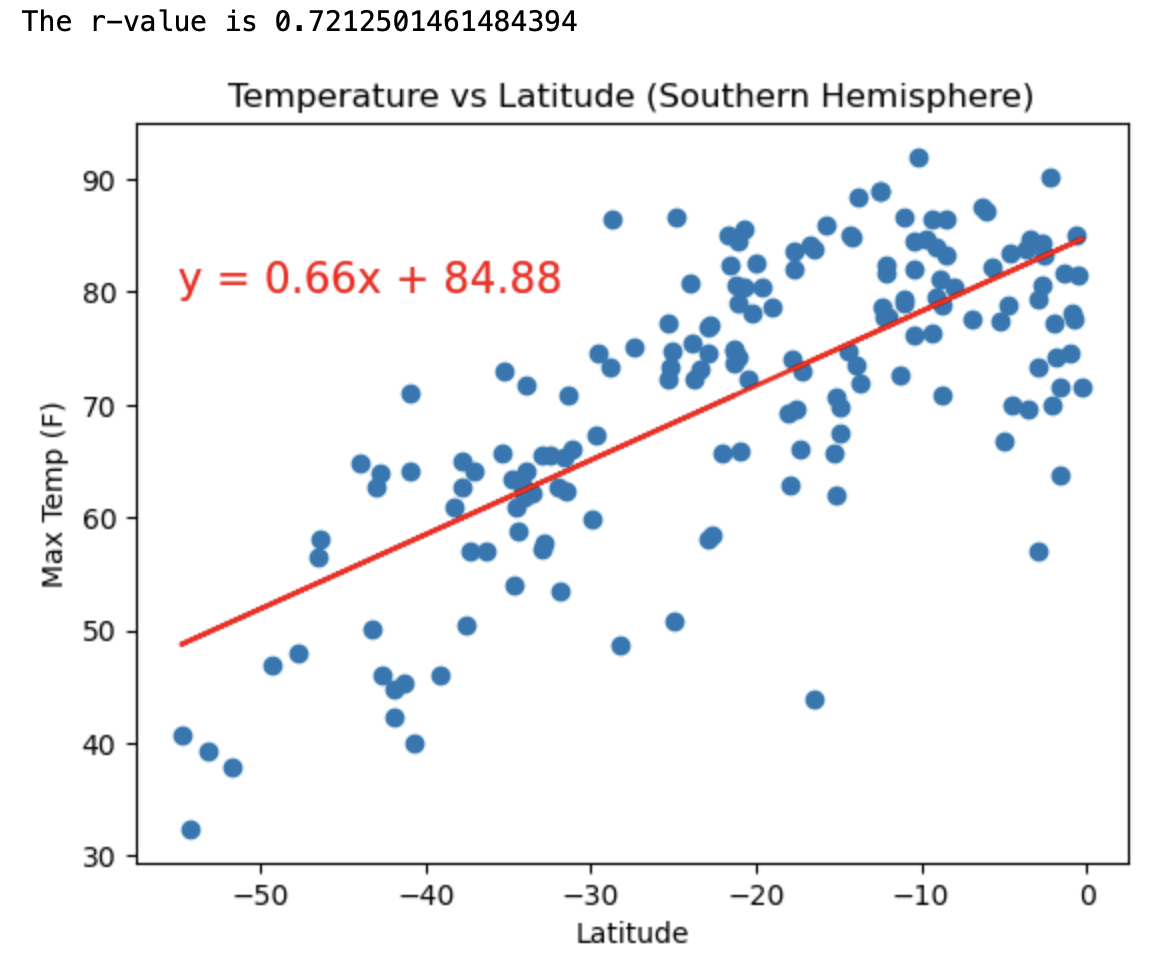 The r-value is 0.7212501461484394
Temperature vs Latitude (Southern Hemisphere)
y = 0.66x + 84.88
Max Temp (F)
90
80
70
60
50
40
30
−50 −40 −30 −20 −10 0
Latitude